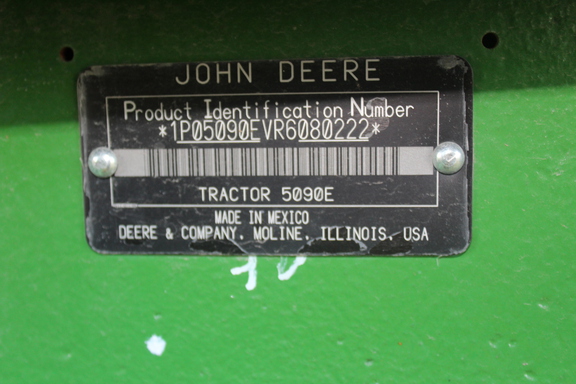 JOHN DEERE
Product Identification Number
*1P05090EVR6080222*
TRACTOR 5090E
MADE IN MEXICO
DEERE & COMPANY, MOLINE, ILLINOIS, USA